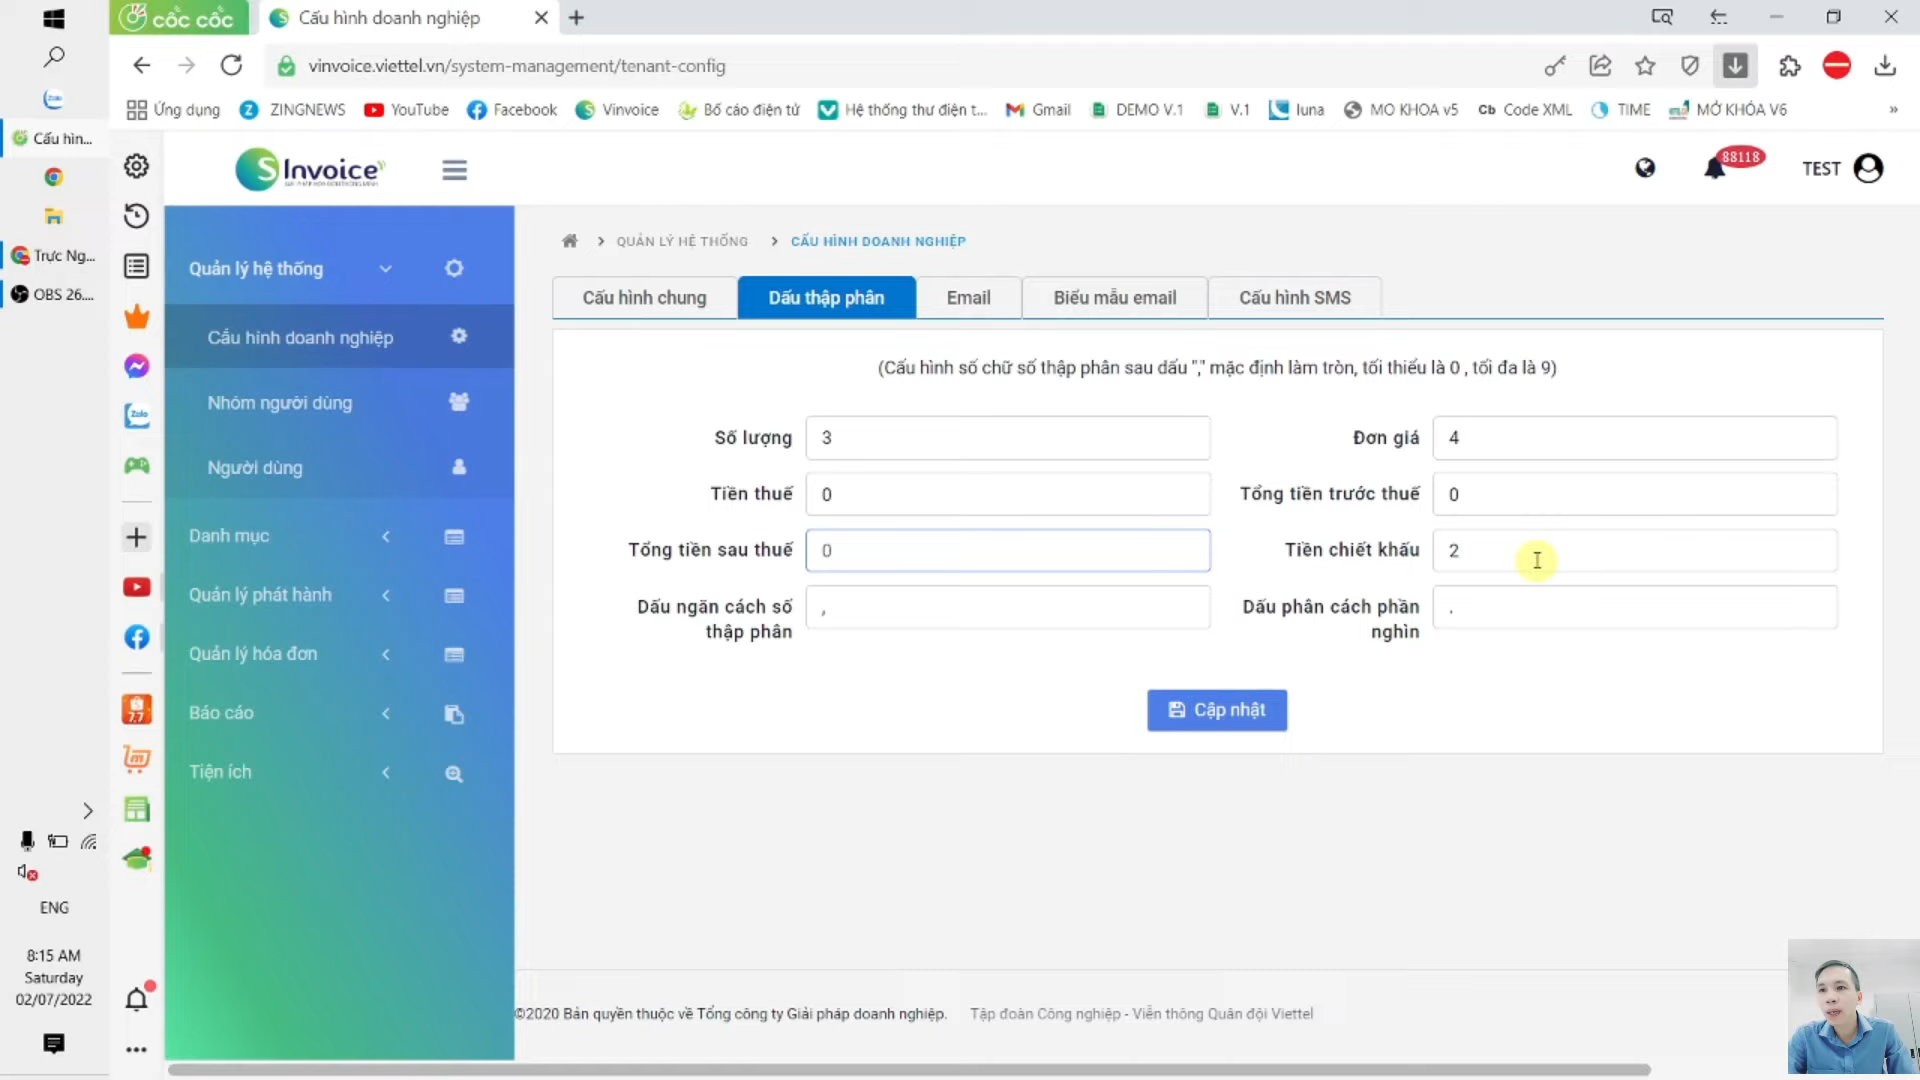 cốc cốc
Cấu hình doanh nghiệp
vinvoice.viettel.vn/system-management/tenant-config
Ứng dụng
ZINGNEWS
YouTube
Facebook
Vinvoice
Bố cáo điện tử
Hệ thống thư điện t...
Gmail
DEMO V.1
V.1
luna
MO KHOA v5
Cb Code XML
TIME
MỞ KHÓA V6
»
Zalo
Cấu hìn...
Trực Ng...
OBS 26....
S Invoice
88118
TEST
Quản lý hệ thống
Cấu hình doanh nghiệp
Nhóm người dùng
Người dùng
Danh mục
Quản lý phát hành
Quản lý hóa đơn
Báo cáo
Tiện ích
QUẢN LÝ HỆ THỐNG
CẤU HÌNH DOANH NGHIỆP
Cấu hình chung
Dấu thập phân
Email
Biểu mẫu email
Cấu hình SMS
(Cấu hình số chữ số thập phân sau dấu "," mặc định làm tròn, tối thiểu là 0 , tối đa là 9)
Số lượng 3
Đơn giá 4
Tiền thuế 0
Tổng tiền trước thuế 0
Tổng tiền sau thuế 0
Tiền chiết khấu 2
Dấu ngăn cách số thập phân ,
Dấu phân cách phần nghìn .
Cập nhật
©2020 Bản quyền thuộc về Tổng công ty Giải pháp doanh nghiệp.
Tập đoàn Công nghiệp - Viễn thông Quân đội Viettel
Zalo
7.7
ENG
8:15 AM
Saturday
02/07/2022